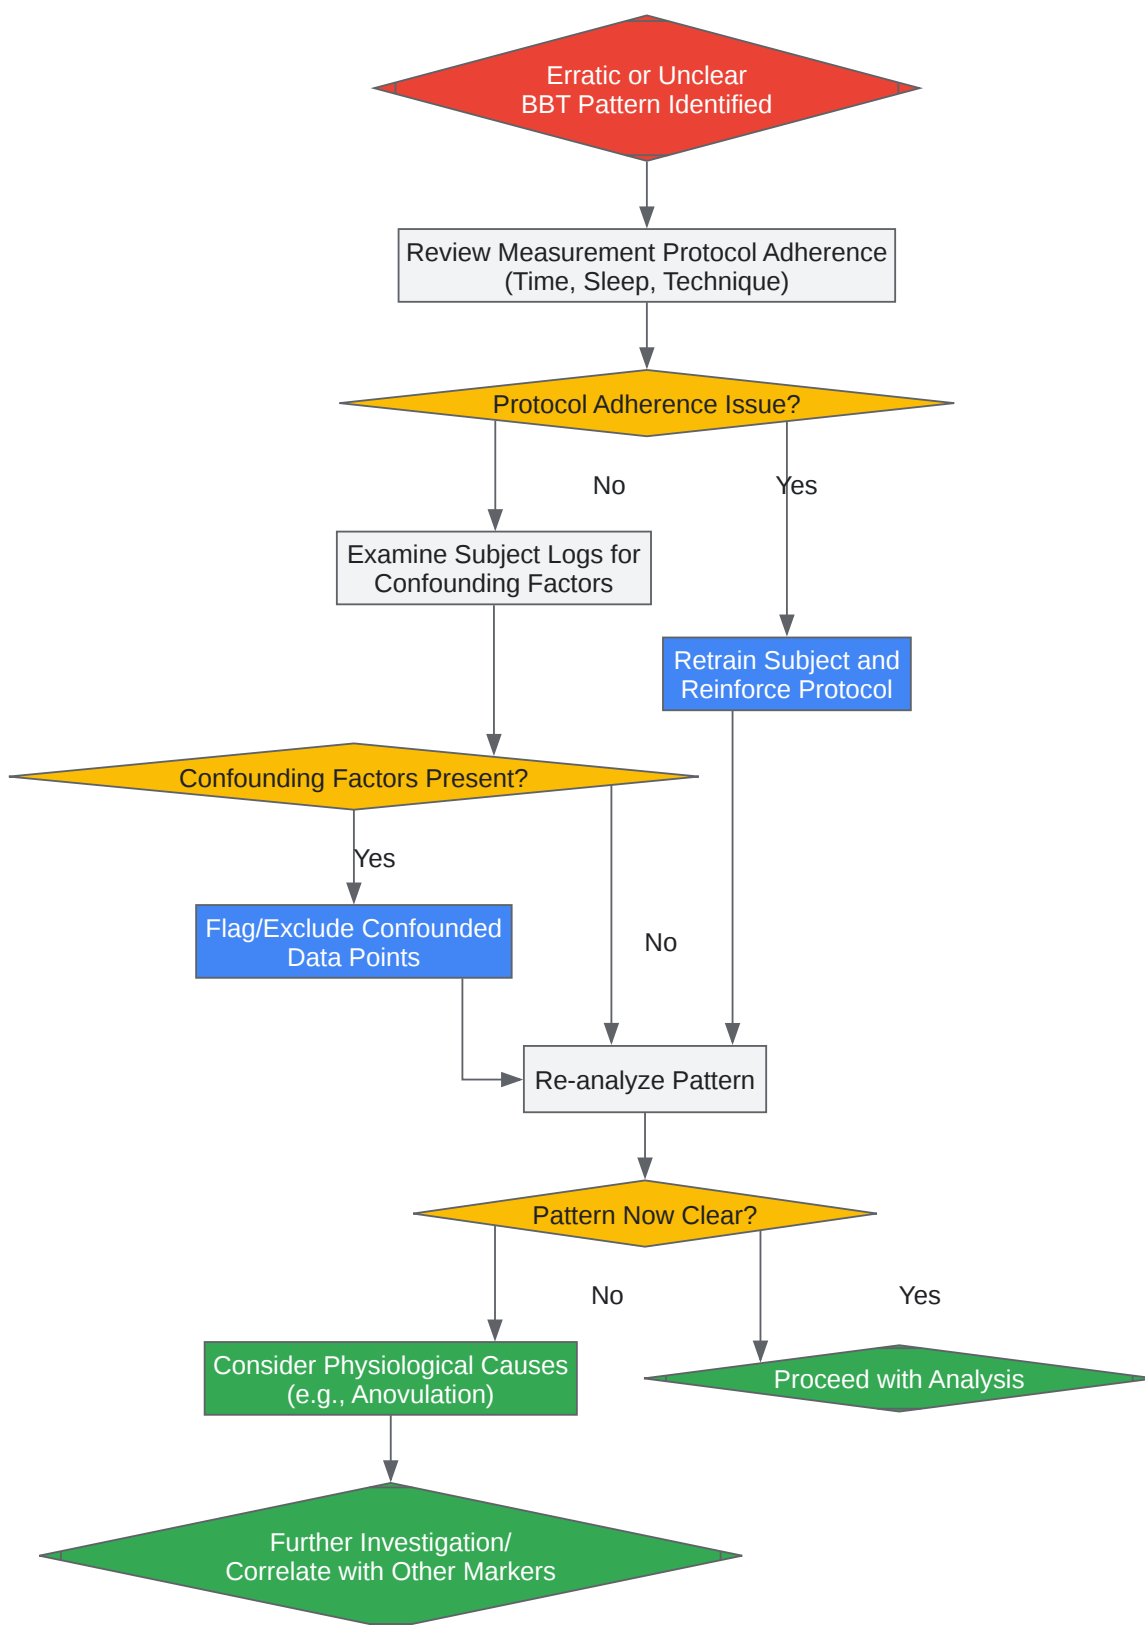 Erratic or Unclear
BBT Pattern Identified
Review Measurement Protocol Adherence
(Time, Sleep, Technique)
Protocol Adherence Issue?
No
Yes
Examine Subject Logs for
Confounding Factors
Retrain Subject and
Reinforce Protocol
Confounding Factors Present?
Yes
Flag/Exclude Confounded
Data Points
No
Re-analyze Pattern
Pattern Now Clear?
No
Yes
Consider Physiological Causes
(e.g., Anovulation)
Proceed with Analysis
Further Investigation/
Correlate with Other Markers